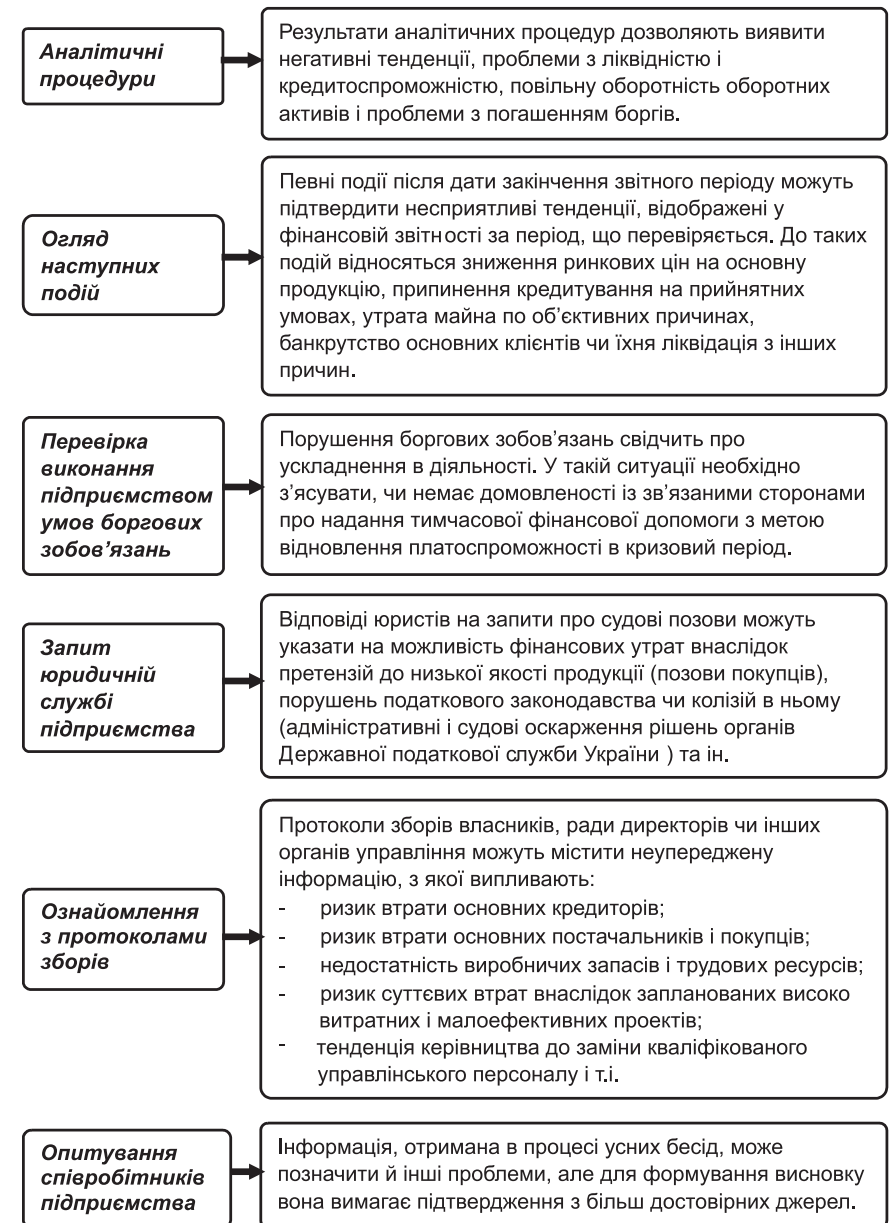 Аналітичні
процедури
Результати аналітичних процедур дозволяють виявити
негативні тенденції, проблеми з ліквідністю і
кредитоспроможністю, повільну оборотність оборотних
активів і проблеми з погашенням боргів.
Огляд
наступних
подій
Певні події після дати закінчення звітного періоду можуть
підтвердити несприятливі тенденції, відображені у
фінансовій звітності за період, що перевіряється. До таких
подій відносяться зниження ринкових цін на основну
продукцію, припинення кредитування на прийнятних
умовах, утрата майна по об’єктивних причинах,
банкрутство основних клієнтів чи їхня ліквідація з інших
причин.
Перевірка
виконання
підприємством
умов боргових
зобов’язань
Порушення боргових зобов’язань свідчить про
ускладнення в діяльності. У такій ситуації необхідно
з’ясувати, чи немає домовленості із зв’язаними сторонами
про надання тимчасової фінансової допомоги з метою
відновлення платоспроможності в кризовий період.
Запит
юридичній
службі
підприємства
Відповіді юристів на запити про судові позови можуть
указати на можливість фінансових утрат внаслідок
претензій до низької якості продукції (позови покупців),
порушень податкового законодавства чи колізій в ньому
(адміністративні і судові оскарження рішень органів
Державної податкової служби України ) та ін.
Ознайомлення
з протоколами
зборів
Протоколи зборів власників, ради директорів чи інших
органів управління можуть містити неупереджену
інформацію, з якої випливають:
- ризик втрати основних кредиторів;
- ризик втрати основних постачальників і покупців;
- недостатність виробничих запасів і трудових ресурсів;
- ризик суттєвих втрат внаслідок запланованих високо
витратних і малоефективних проектів;
- тенденція керівництва до заміни кваліфікованого
управлінського персоналу і т.і.
Опитування
співробітників
підприємства
Інформація, отримана в процесі усних бесід, може
позначити й інші проблеми, але для формування висновку
вона вимагає підтвердження з більш достовірних джерел.